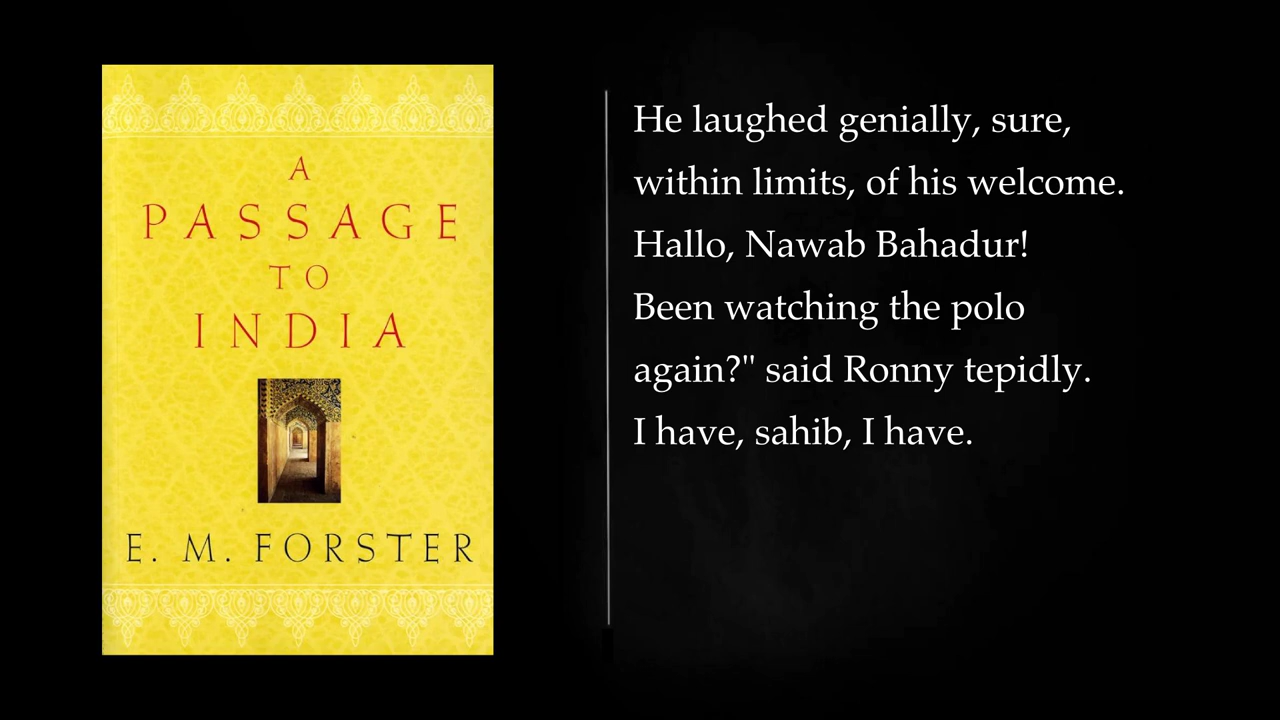 A
PASSAGE
TO
INDIA
E. M. FORSTER
He laughed genially, sure,
within limits, of his welcome.
Hallo, Nawab Bahadur!
Been watching the polo
again?" said Ronny tepidly.
I have, sahib, I have.